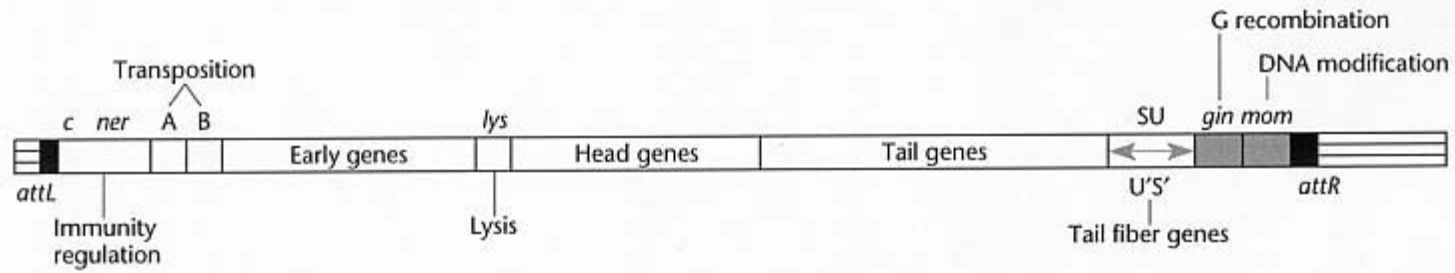 G recombination
Transposition
DNA modification
c ner A B lys SU gin mom
Early genes Head genes Tail genes
attL U'S' attR
Immunity
regulation
Lysis
Tail fiber genes